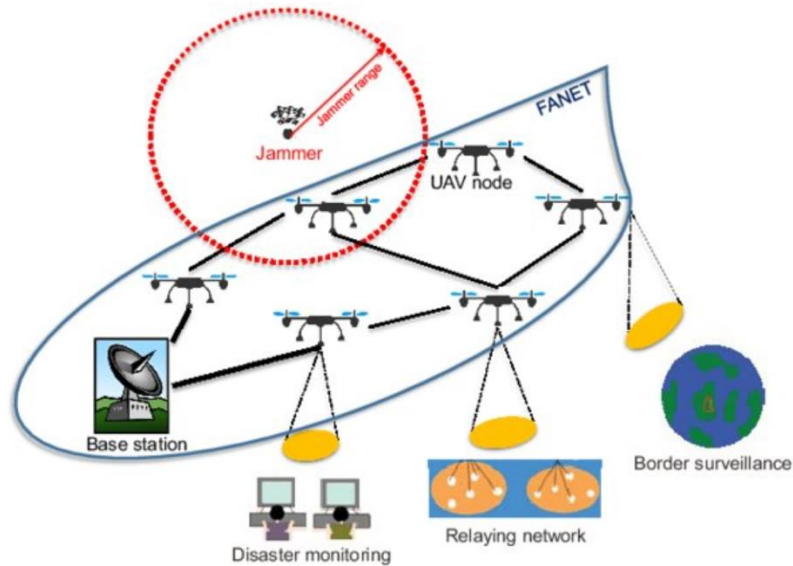 FANET
Jammer range
Jammer
UAV node
Base station
Border surveillance
Relaying network
Disaster monitoring